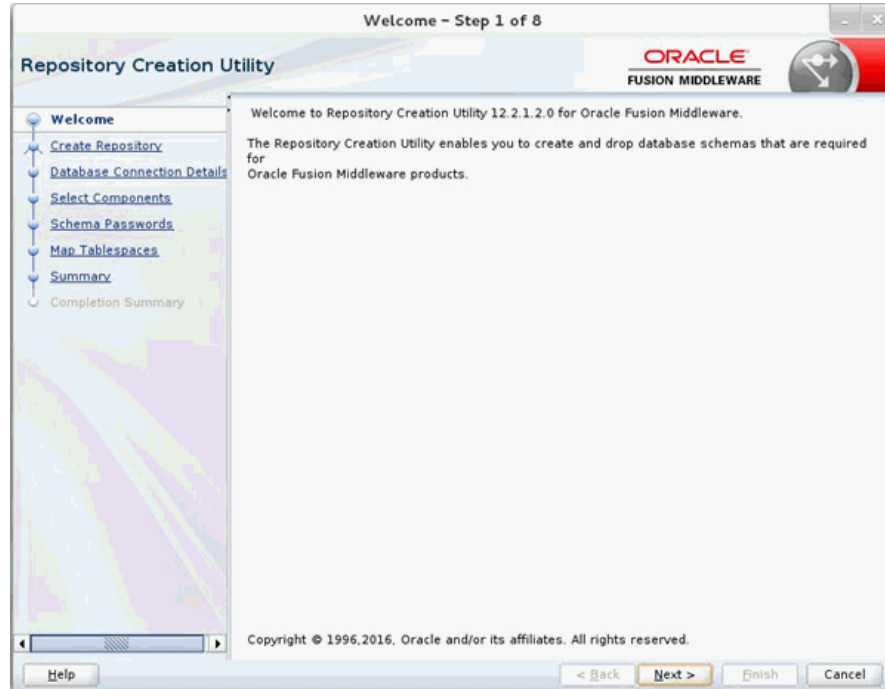 Welcome – Step 1 of 8
Repository Creation Utility
ORACLE
FUSION MIDDLEWARE
Welcome
Create Repository
Database Connection Details
Select Components
Schema Passwords
Map Tablespaces
Summary
Completion Summary
Welcome to Repository Creation Utility 12.2.1.2.0 for Oracle Fusion Middleware.
The Repository Creation Utility enables you to create and drop database schemas that are required
for
Oracle Fusion Middleware products.
Copyright © 1996,2016, Oracle and/or its affiliates. All rights reserved.
Help
< Back
Next >
Finish
Cancel